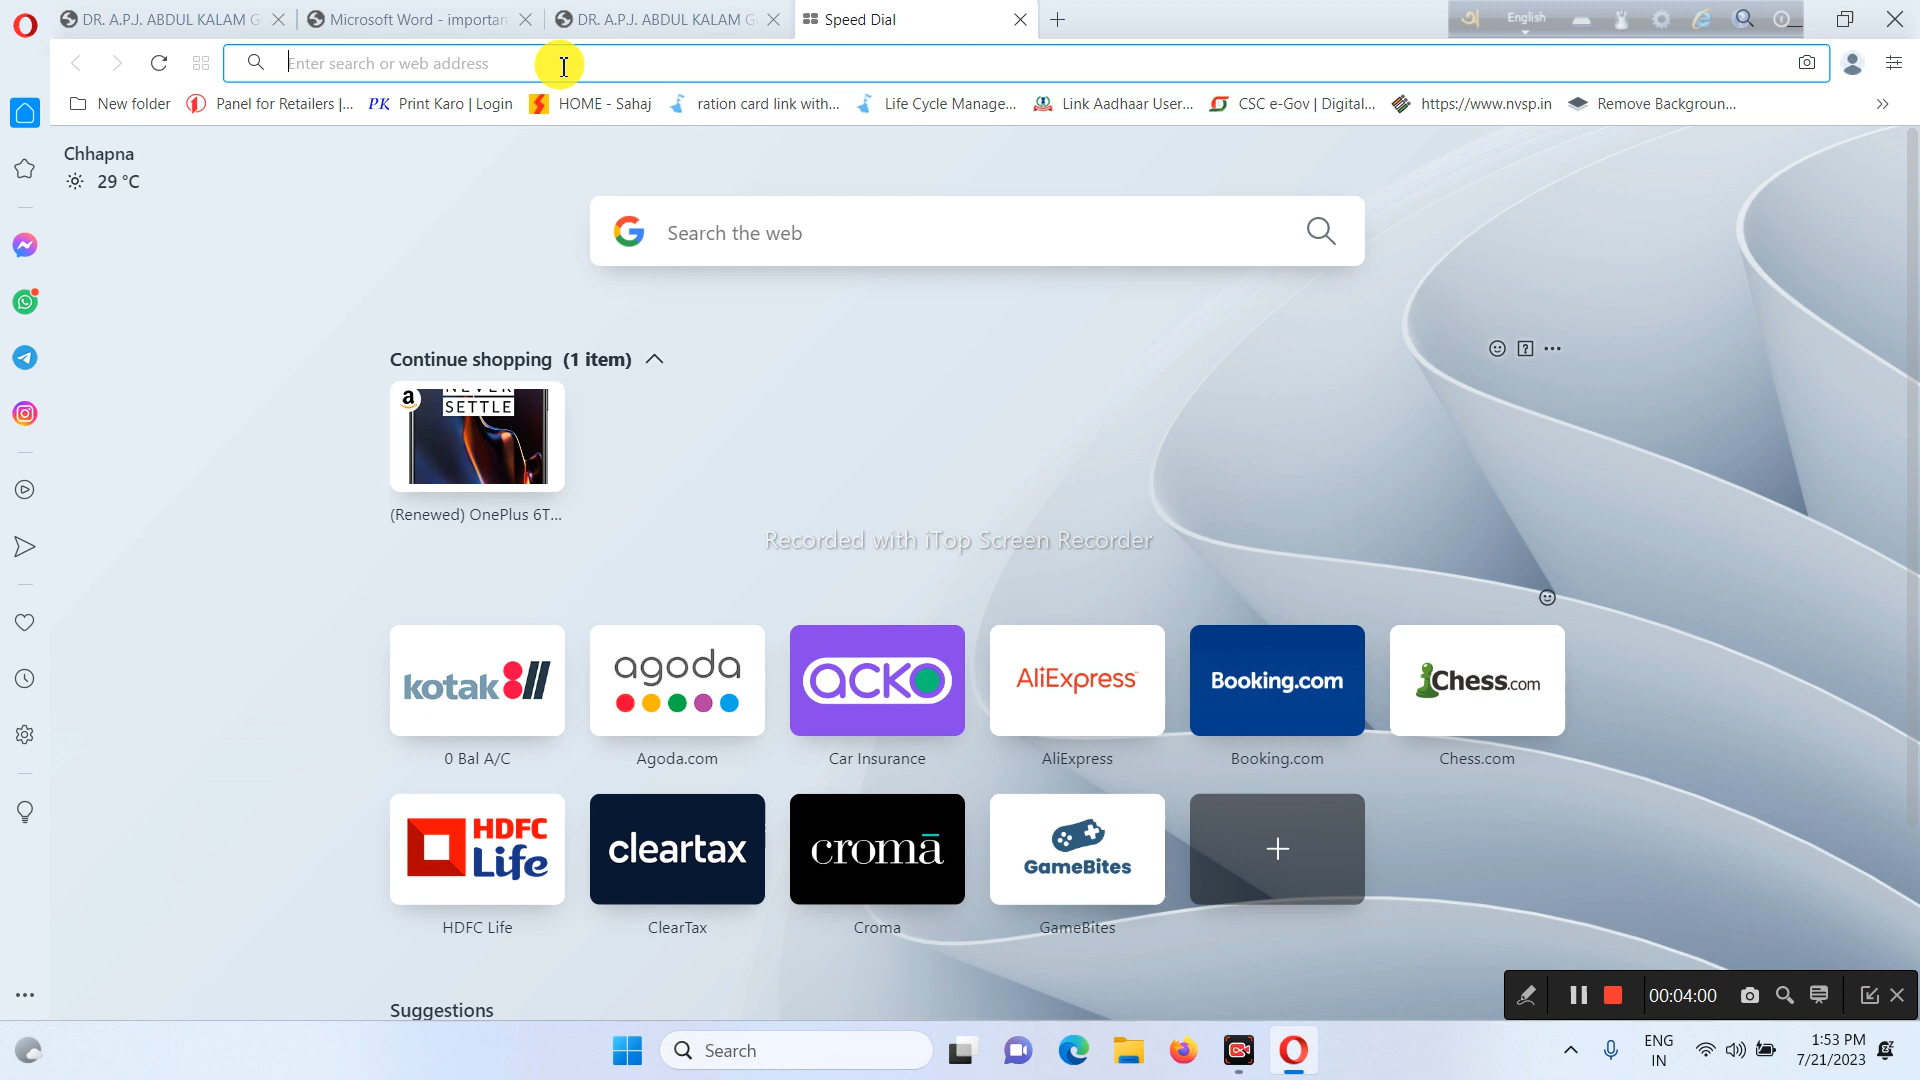 DR. A.P.J. ABDUL KALAM G
Microsoft Word - importan
DR. A.P.J. ABDUL KALAM G
Speed Dial
English
Enter search or web address
New folder
Panel for Retailers |...
PK Print Karo | Login
HOME - Sahaj
ration card link with...
Life Cycle Manage...
Link Aadhaar User...
CSC e-Gov | Digital...
https://www.nvsp.in
Remove Backgroun...
Chhapna
29 °C
Search the web
Continue shopping (1 item)
a
SETTLE
(Renewed) OnePlus 6T...
Recorded with iTop Screen Recorder
kotak
agoda
ACKO
AliExpress
Booking.com
Chess.com
0 Bal A/C
Agoda.com
Car Insurance
AliExpress
Booking.com
Chess.com
HDFC Life
cleartax
cromā
GameBites
HDFC Life
ClearTax
Croma
GameBites
Suggestions
00:04:00
Search
ENG
IN
1:53 PM
7/21/2023